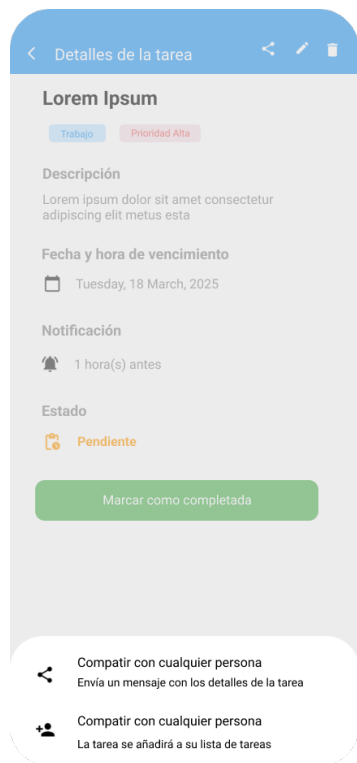 Detalles de la tarea
Lorem Ipsum
Trabajo
Prioridad Alta
Descripción
Lorem ipsum dolor sit amet consectetur
adipiscing elit metus esta
Fecha y hora de vencimiento
Tuesday, 18 March, 2025
Notificación
1 hora(s) antes
Estado
Pendiente
Marcar como completada
Compatir con cualquier persona
Envía un mensaje con los detalles de la tarea
Compatir con cualquier persona
La tarea se añadirá a su lista de tareas